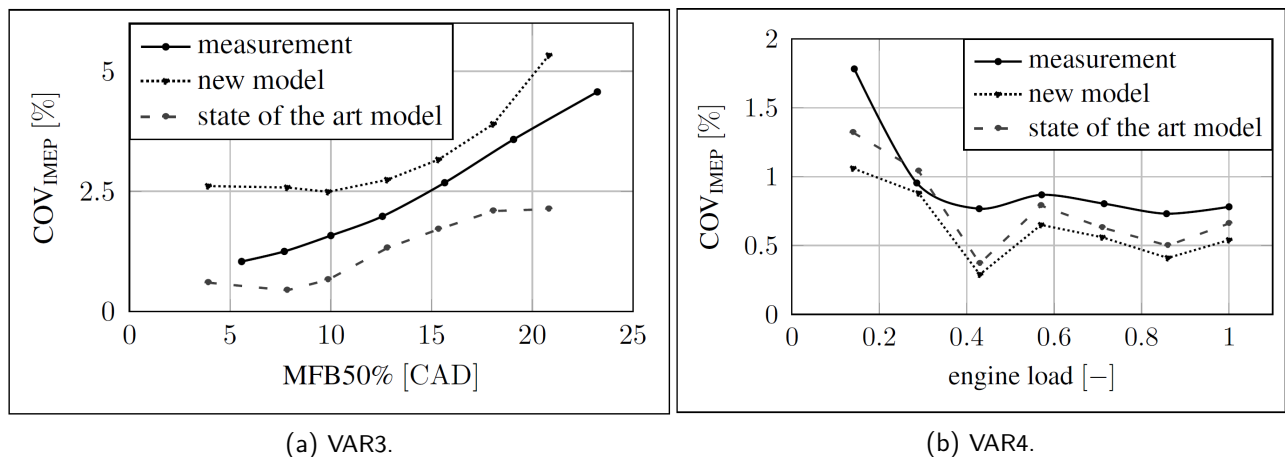 measurement
new model
state of the art model
COV_IMEP [%]
5
2.5
0
0 5 10 15 20 25
MFB50% [CAD]
(a) VAR3.
measurement
new model
state of the art model
COV_IMEP [%]
2
1.5
1
0.5
0
0 0.2 0.4 0.6 0.8 1
engine load [−]
(b) VAR4.